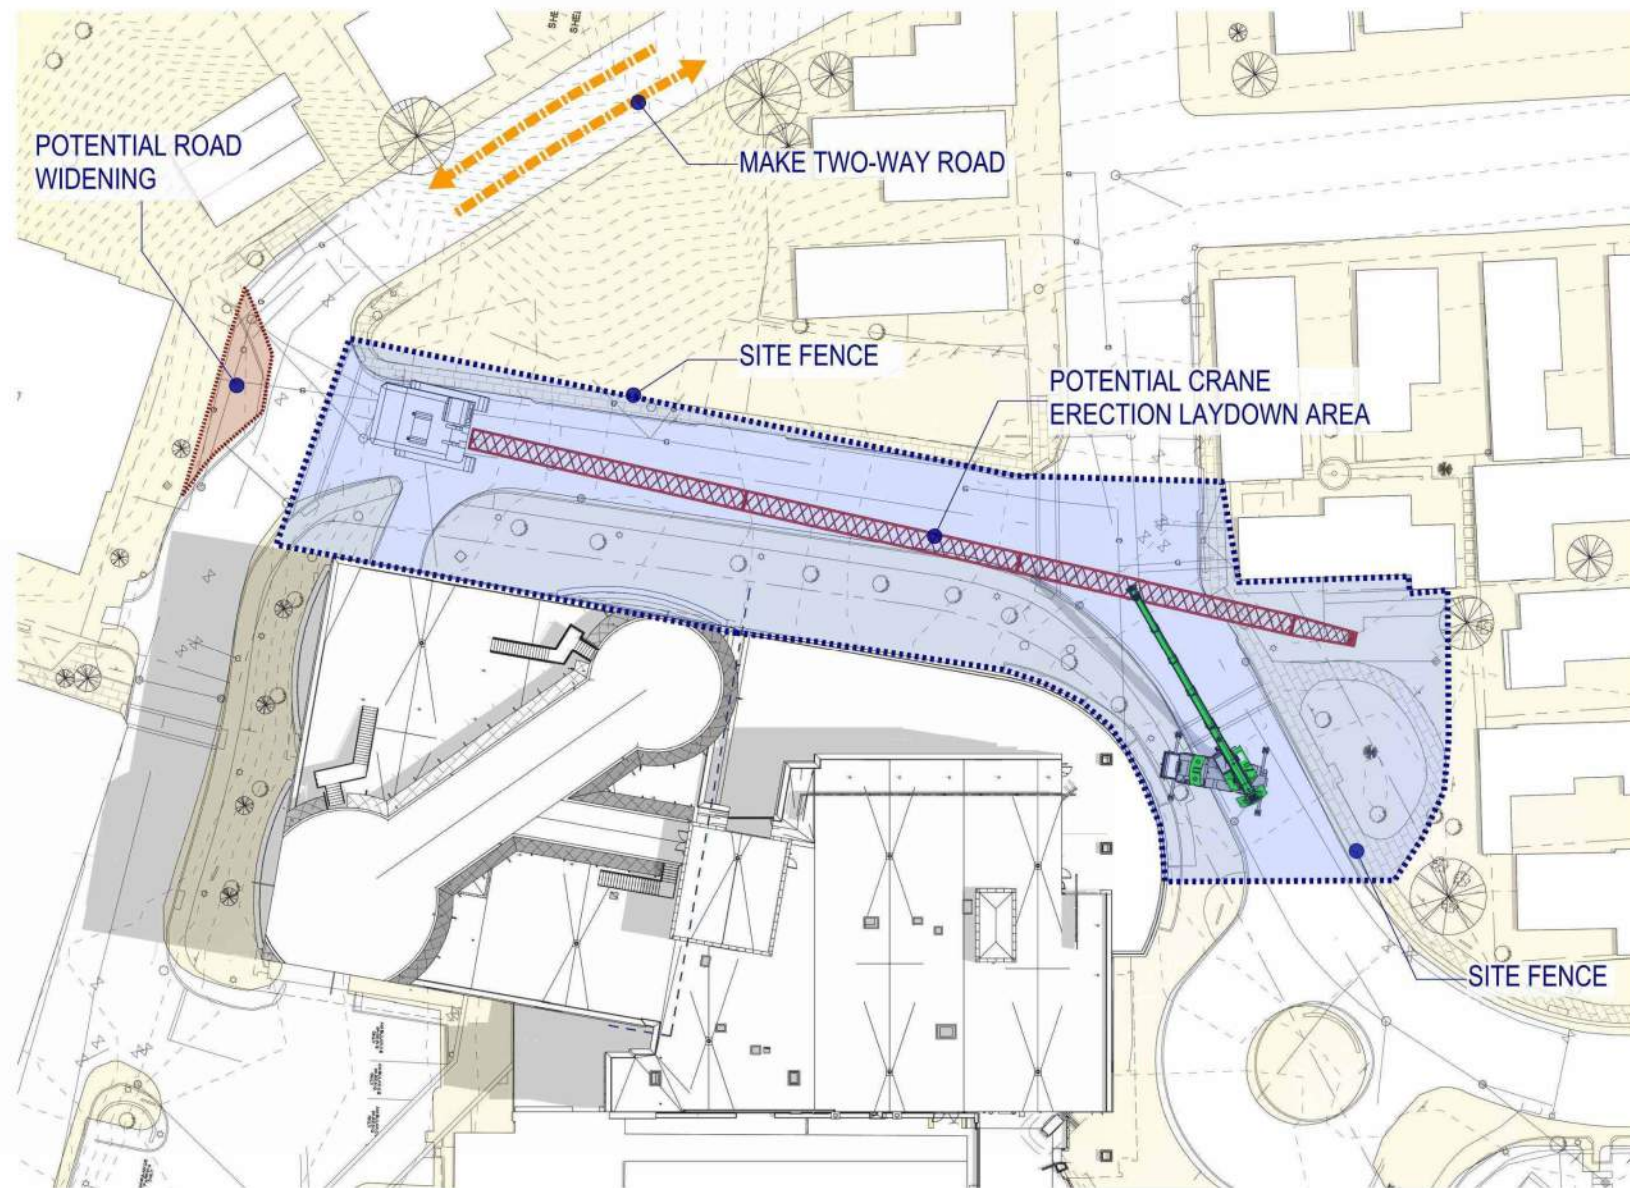 POTENTIAL ROAD
WIDENING
MAKE TWO-WAY ROAD
SITE FENCE
POTENTIAL CRANE
ERECTION LAYDOWN AREA
SITE FENCE